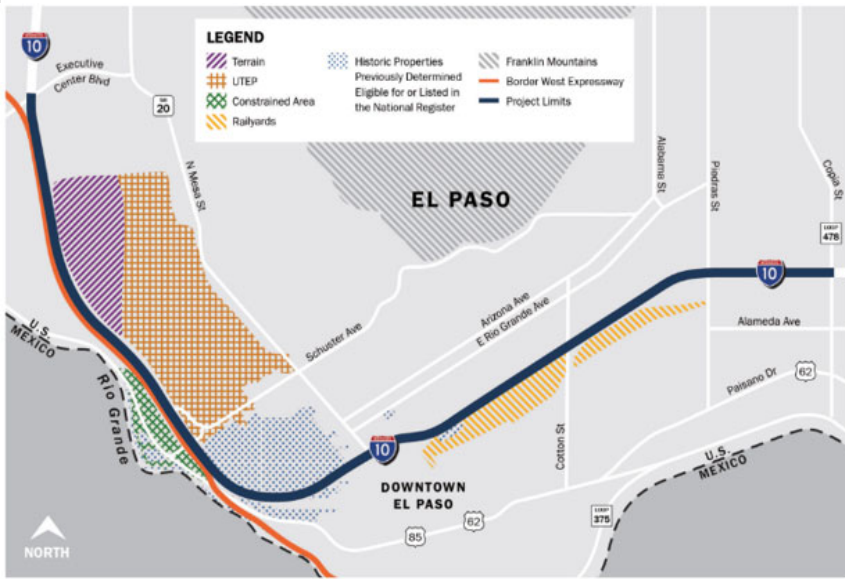 LEGEND
Terrain
UTEP
Constrained Area
Railyards
Historic Properties
Previously Determined
Eligible for or Listed in
the National Register
Franklin Mountains
Border West Expressway
Project Limits
10
Executive
Center Blvd
SH
20
N Mesa St
EL PASO
Alabama St
Piedras St
Copia St
LOOP
478
10
Arizona Ave
E Rio Grande Ave
Schuster Ave
Alameda Ave
U.S.
MEXICO
Rio Grande
Paisano Dr
62
Cotton St
10
DOWNTOWN
EL PASO
U.S.
MEXICO
LOOP
375
62
85
NORTH